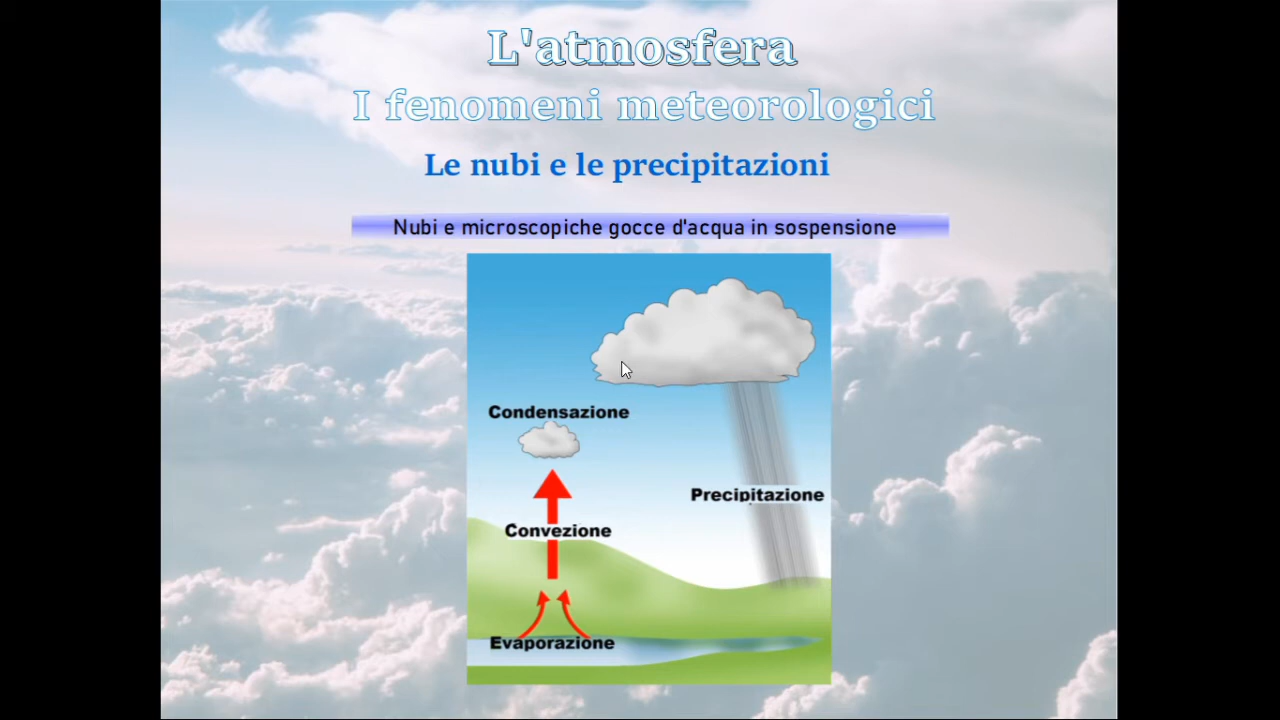 L'atmosfera
I fenomeni meteorologici
Le nubi e le precipitazioni
Nubi e microscopiche gocce d'acqua in sospensione
Condensazione
Precipitazione
Convezione
Evaporazione